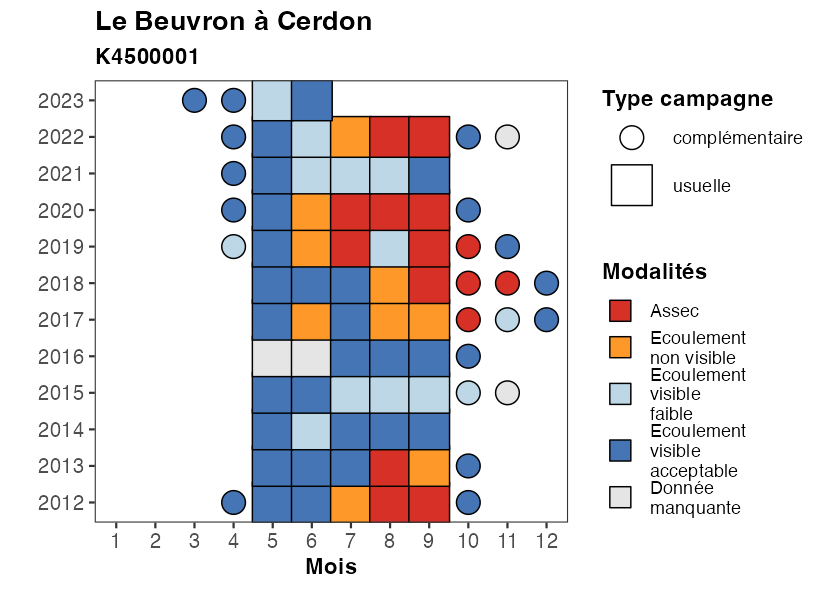 Le Beuvron à Cerdon
K4500001
2023
2022
2021
2020
2019
2018
2017
2016
2015
2014
2013
2012
1 2 3 4 5 6 7 8 9 10 11 12
Mois
Type campagne
complémentaire
usuelle
Modalités
Assec
Ecoulement
non visible
Ecoulement
visible
faible
Ecoulement
visible
acceptable
Donnée
manquante